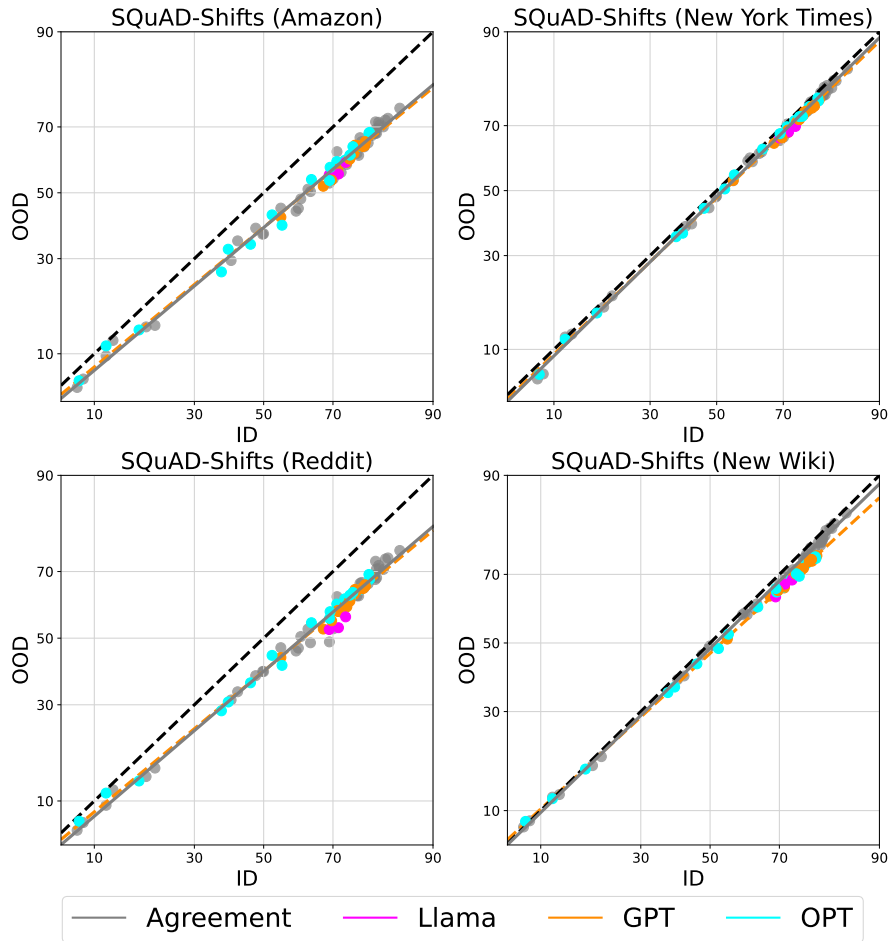 SQuAD-Shifts (Amazon)
90
70
50
30
10
OOD
10 30 50 70 90
ID
SQuAD-Shifts (New York Times)
90
70
50
30
10
OOD
10 30 50 70 90
ID
SQuAD-Shifts (Reddit)
90
70
50
30
10
OOD
10 30 50 70 90
ID
SQuAD-Shifts (New Wiki)
90
70
50
30
10
OOD
10 30 50 70 90
ID
Agreement Llama GPT OPT